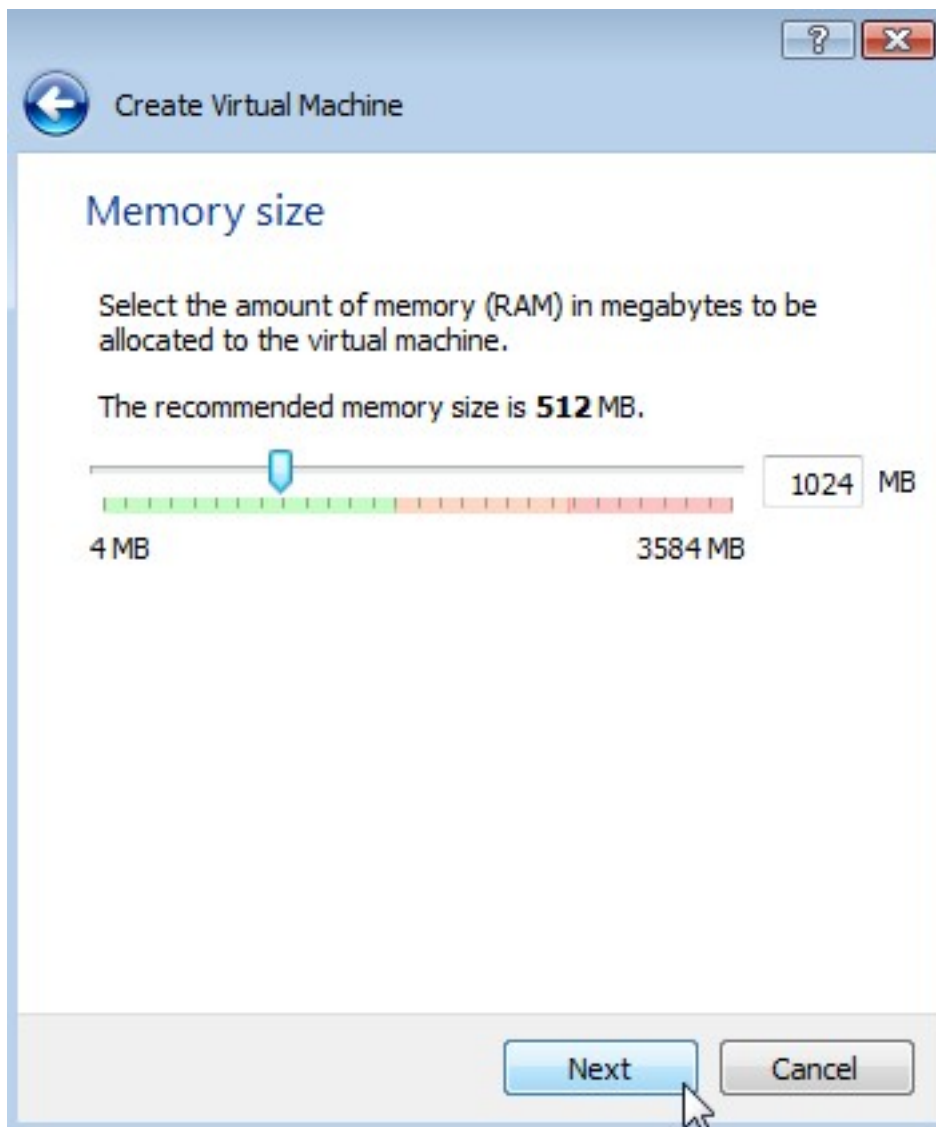 ?
Create Virtual Machine
Memory size
Select the amount of memory (RAM) in megabytes to be
allocated to the virtual machine.
The recommended memory size is 512 MB.
1024 MB
4 MB 3584 MB
Next Cancel